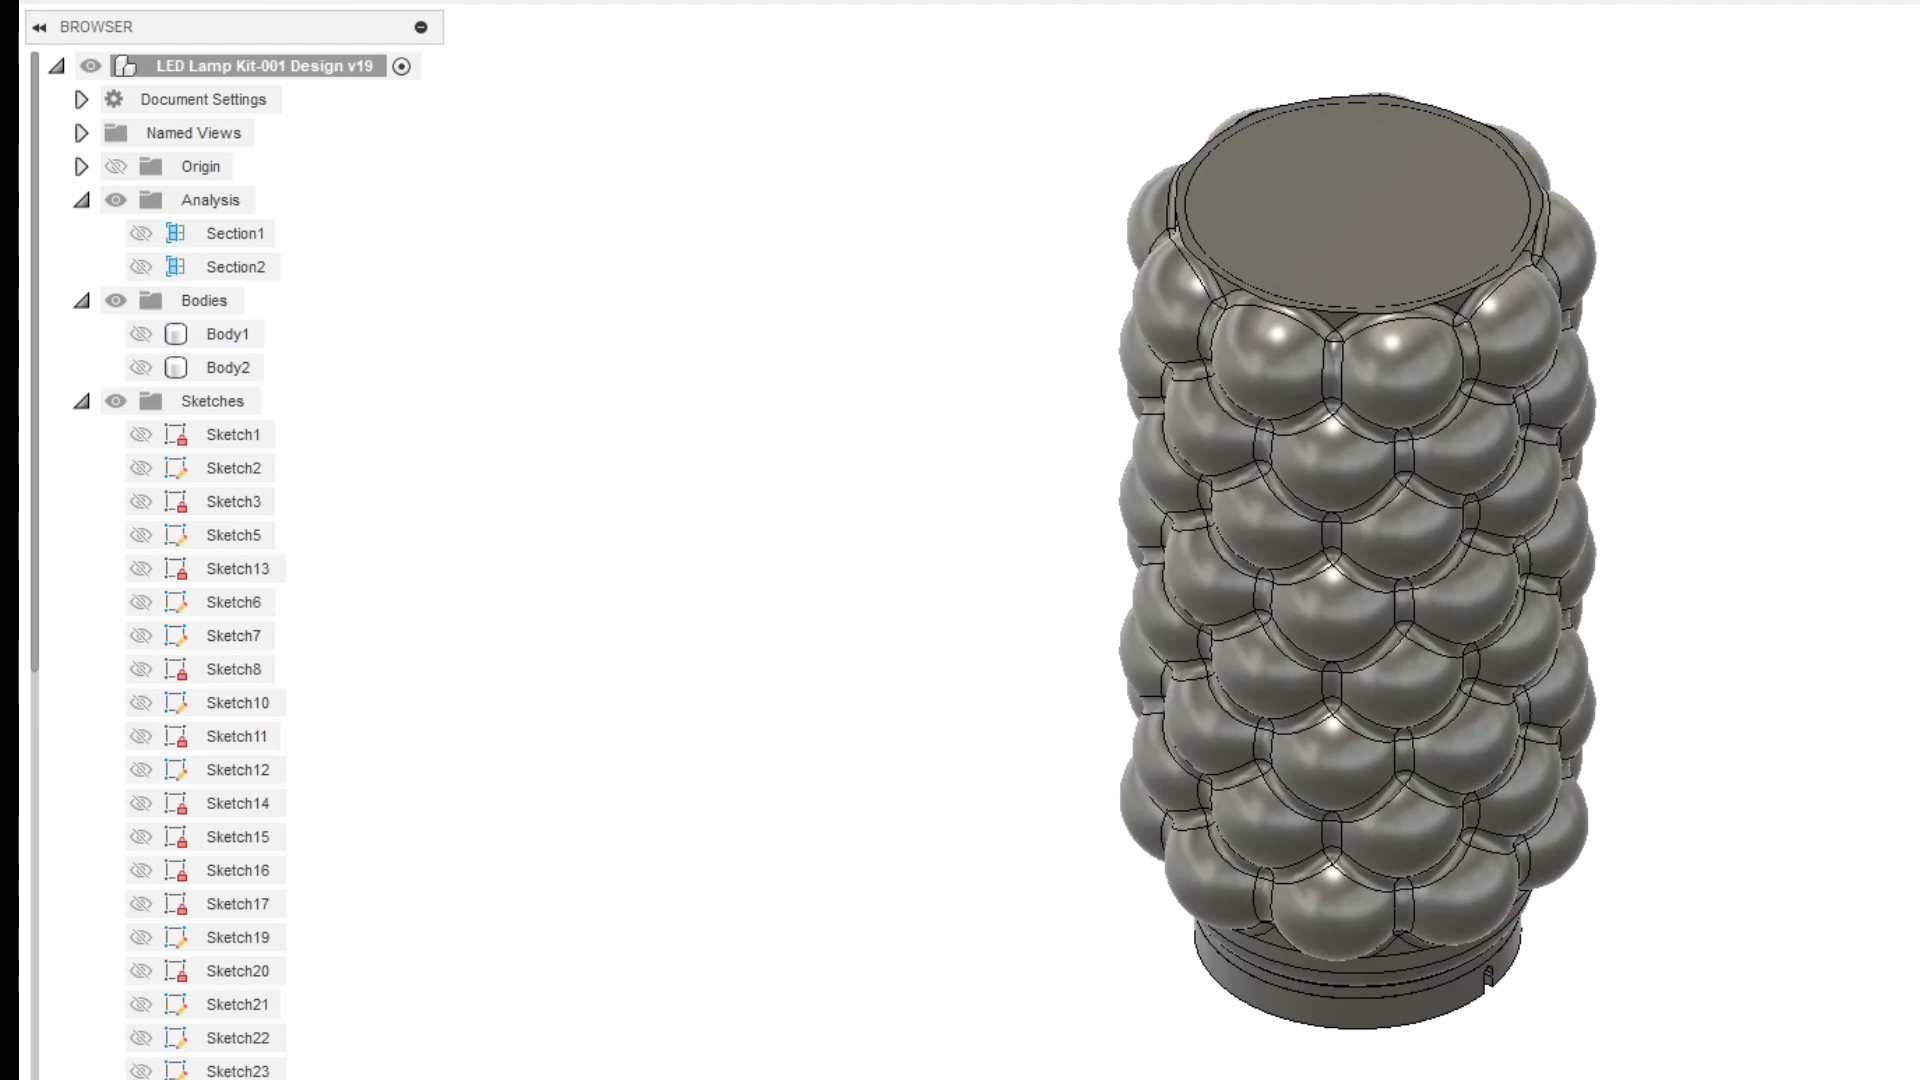 BROWSER
LED Lamp Kit-001 Design v19
Document Settings
Named Views
Origin
Analysis
Section1
Section2
Bodies
Body1
Body2
Sketches
Sketch1
Sketch2
Sketch3
Sketch5
Sketch13
Sketch6
Sketch7
Sketch8
Sketch10
Sketch11
Sketch12
Sketch14
Sketch15
Sketch16
Sketch17
Sketch19
Sketch20
Sketch21
Sketch22
Sketch23